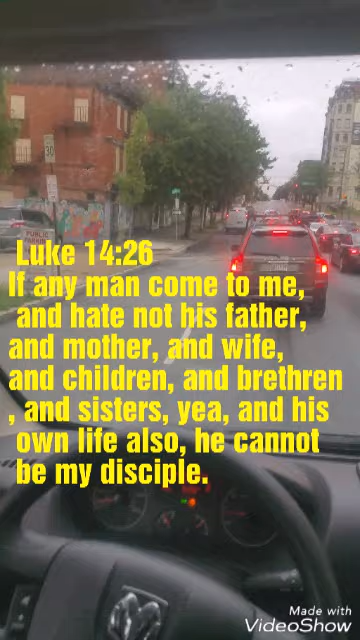 30
PUBLIC
PARKING
Luke 14:26
If any man come to me,
and hate not his father,
and mother, and wife,
and children, and brethren
, and sisters, yea, and his
own life also, he cannot
be my disciple.
Made with
VideoShow